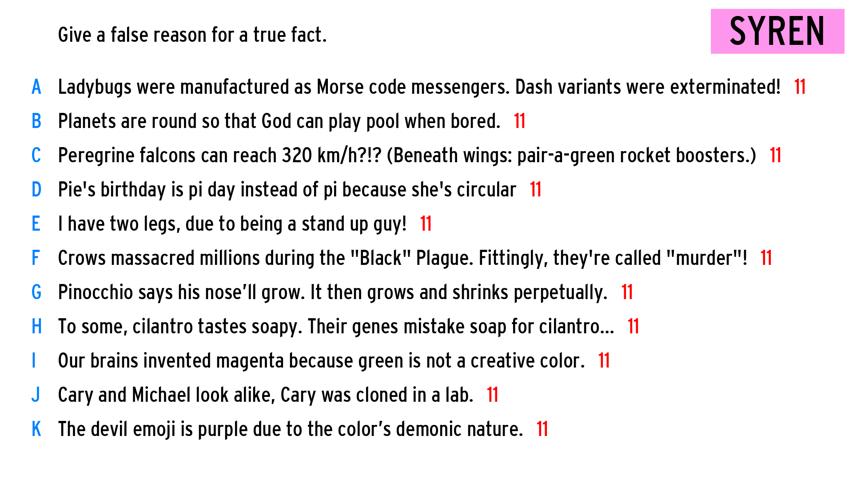 Give a false reason for a true fact.
SYREN
A Ladybugs were manufactured as Morse code messengers. Dash variants were exterminated! 11
B Planets are round so that God can play pool when bored. 11
C Peregrine falcons can reach 320 km/h?!? (Beneath wings: pair-a-green rocket boosters.) 11
D Pie's birthday is pi day instead of pi because she's circular 11
E I have two legs, due to being a stand up guy! 11
F Crows massacred millions during the "Black" Plague. Fittingly, they're called "murder"! 11
G Pinocchio says his nose’ll grow. It then grows and shrinks perpetually. 11
H To some, cilantro tastes soapy. Their genes mistake soap for cilantro... 11
I Our brains invented magenta because green is not a creative color. 11
J Cary and Michael look alike, Cary was cloned in a lab. 11
K The devil emoji is purple due to the color’s demonic nature. 11